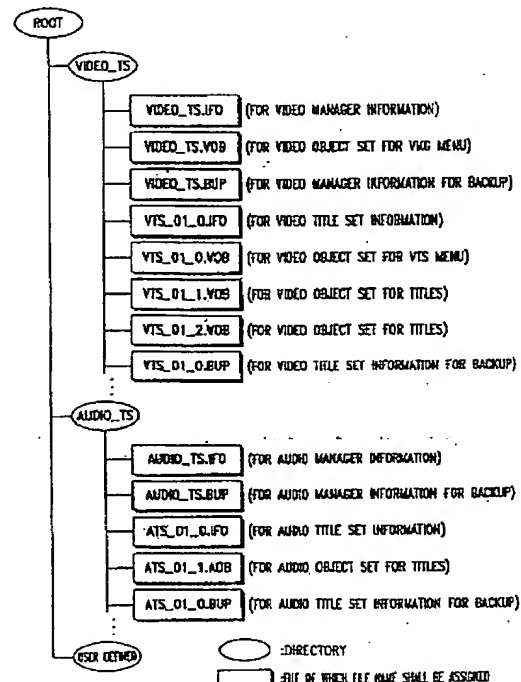 ROOT
VIDEO_TS
VIDEO_TS.IFO (FOR VIDEO MANAGER INFORMATION)
VIDEO_TS.VOB (FOR VIDEO OBJECT SET FOR VMG MENU)
VIDEO_TS.BUP (FOR VIDEO MANAGER INFORMATION FOR BACKUP)
VTS_01_0.IFO (FOR VIDEO TITLE SET INFORMATION)
VTS_01_0.VOB (FOR VIDEO OBJECT SET FOR VTS MENU)
VTS_01_1.VOB (FOR VIDEO OBJECT SET FOR TITLES)
VTS_01_2.VOB (FOR VIDEO OBJECT SET FOR TITLES)
VTS_01_0.BUP (FOR VIDEO TITLE SET INFORMATION FOR BACKUP)
AUDIO_TS
AUDIO_TS.IFO (FOR AUDIO MANAGER INFORMATION)
AUDIO_TS.BUP (FOR AUDIO MANAGER INFORMATION FOR BACKUP)
ATS_01_0.IFO (FOR AUDIO TITLE SET INFORMATION)
ATS_01_1.AOB (FOR AUDIO OBJECT SET FOR TITLES)
ATS_01_0.BUP (FOR AUDIO TITLE SET INFORMATION FOR BACKUP)
USER DEFINED
:DIRECTORY
:FILE OF WHICH FILE NAME SHALL BE ASSIGNED